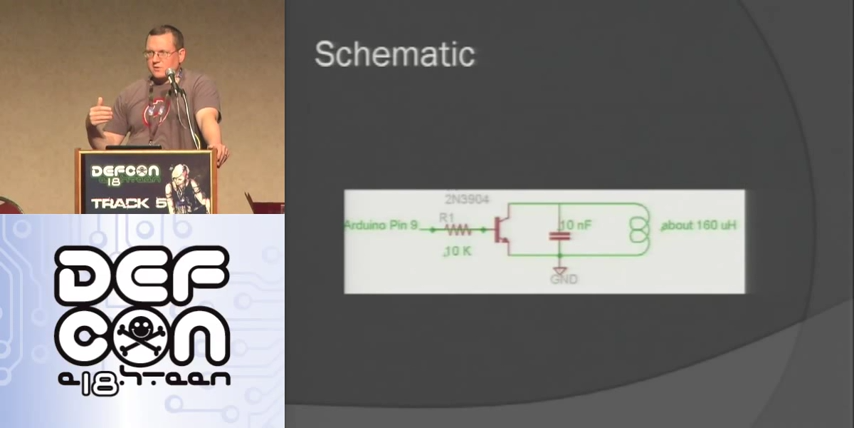 Schematic
2N3904
Arduino Pin 9
R1
10 K
10 nF
about 160 uH
GND
DEFCON
18
TRACK 5
DEF
CON
18